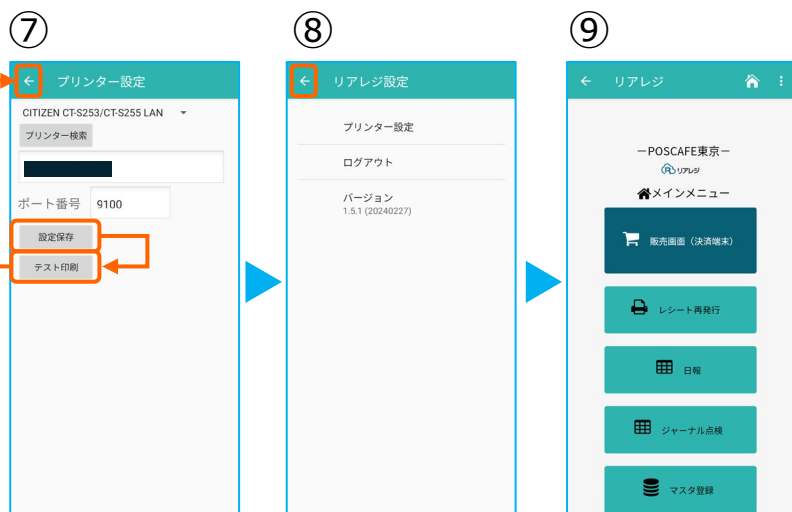 ⑦
プリンター設定
CITIZEN CT-S253/CT-S255 LAN
プリンター検索
ポート番号 9100
設定保存
テスト印刷
⑧
リアレジ設定
プリンター設定
ログアウト
バージョン
1.5.1 (20240227)
⑨
リアレジ
－POSCAFE東京－
リアレジ
メインメニュー
販売画面（決済端末）
レシート再発行
日報
ジャーナル点検
マスタ登録